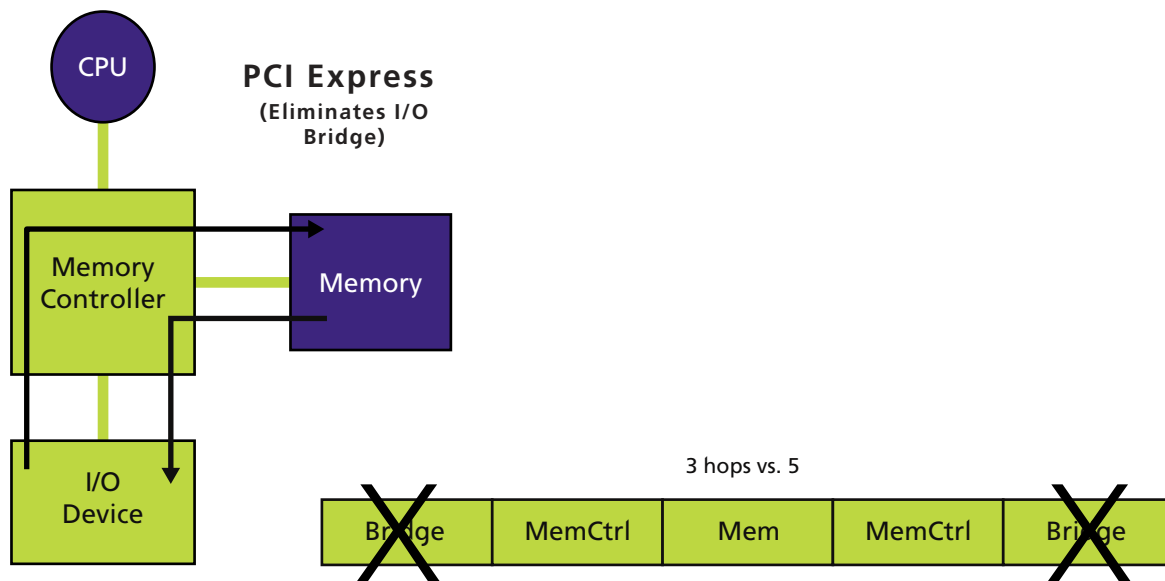 CPU
PCI Express
(Eliminates I/O
Bridge)
Memory
Controller
Memory
I/O
Device
3 hops vs. 5
Bridge
MemCtrl
Mem
MemCtrl
Bridge